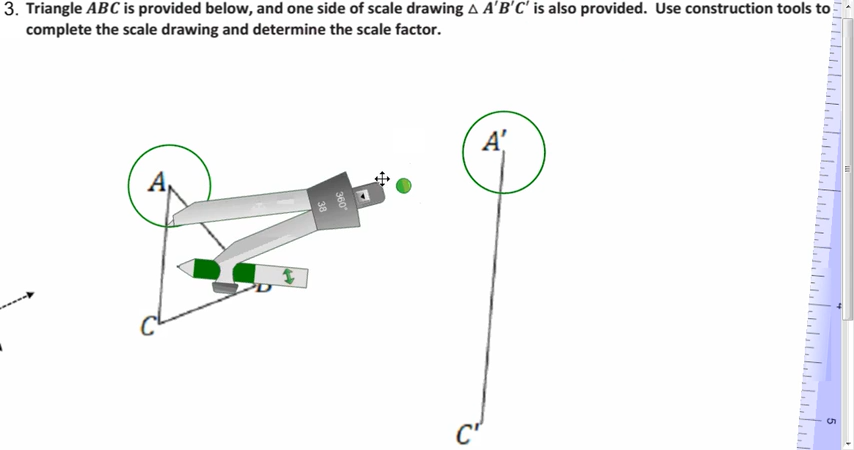 3. Triangle ABC is provided below, and one side of scale drawing △ A′B′C′ is also provided. Use construction tools to
complete the scale drawing and determine the scale factor.
A′
A
360°
38
B
C
4
C′
5